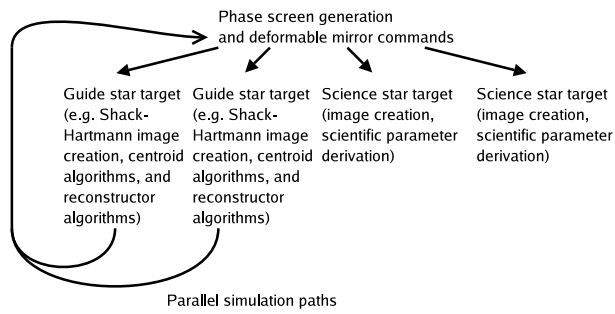 Phase screen generation
and deformable mirror commands
Guide star target
(e.g. Shack-
Hartmann image
creation, centroid
algorithms, and
reconstructor
algorithms)
Guide star target
(e.g. Shack-
Hartmann image
creation, centroid
algorithms, and
reconstructor
algorithms)
Science star target
(image creation,
scientific parameter
derivation)
Science star target
(image creation,
scientific parameter
derivation)
Parallel simulation paths